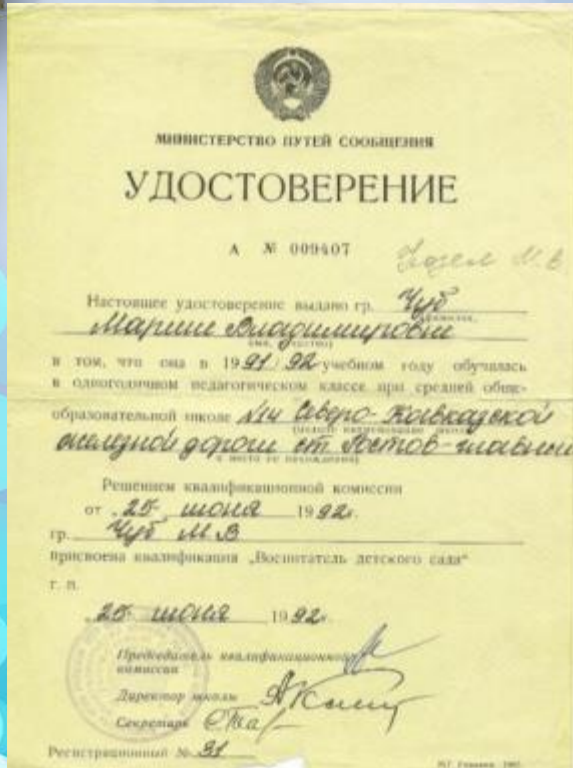 МИНИСТЕРСТВО ПУТЕЙ СООБЩЕНИЯ
УДОСТОВЕРЕНИЕ
А № 009407
М. В.
Настоящее удостоверение выдано гр. Чуб
Марине Владимировне
в том, что она в 1991/92 учебном году обучалась
в одногодичном педагогическом классе при средней обще-
образовательной школе №14 Северо-Кавказской
железной дороги ст. Ростов-главный
Решением квалификационной комиссии
от „25“ июня 1992г.
гр. Чуб М.В
присвоена квалификация „Воспитатель детского сада“
г. п.
„25“ июня 1992г.
Председатель квалификационной
комиссии
Директор школы
Секретарь
Регистрационный № 31